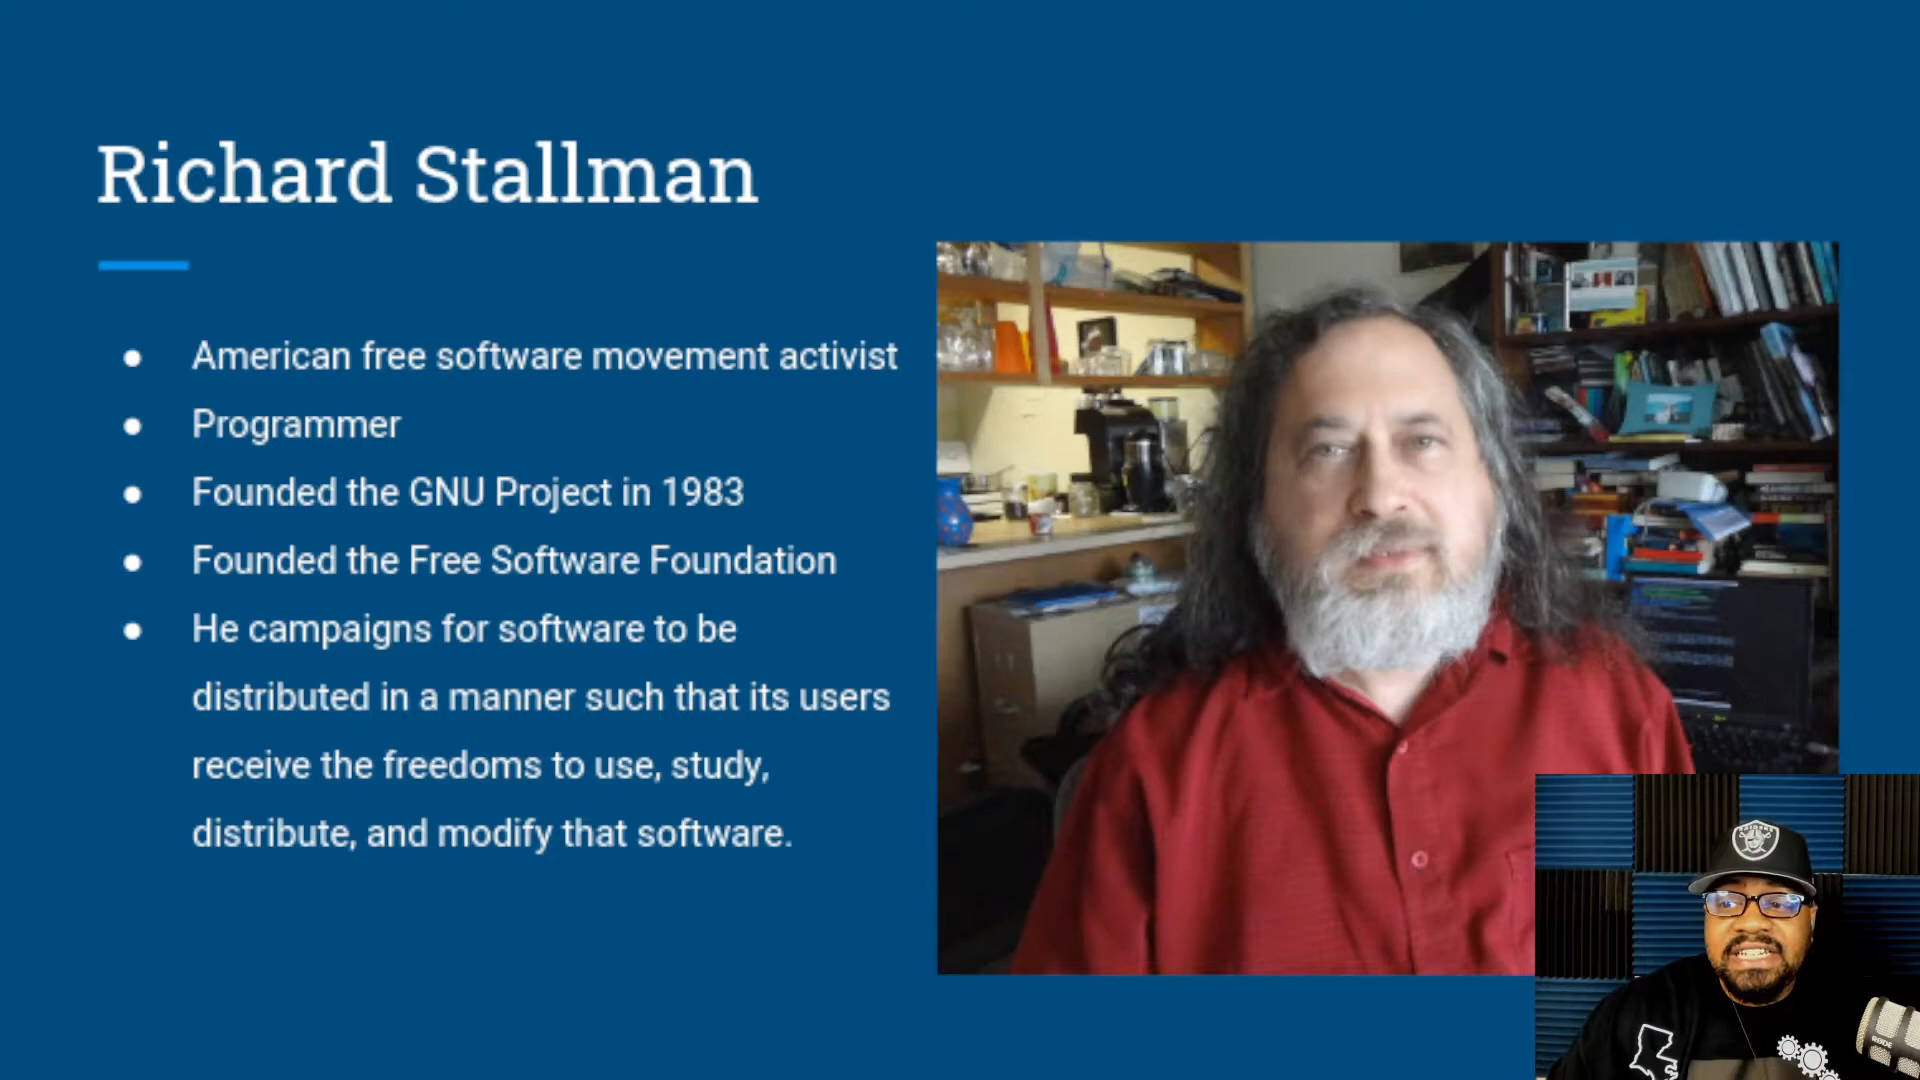 Richard Stallman
● American free software movement activist
● Programmer
● Founded the GNU Project in 1983
● Founded the Free Software Foundation
● He campaigns for software to be
distributed in a manner such that its users
receive the freedoms to use, study,
distribute, and modify that software.
RAIDERS
RØDE